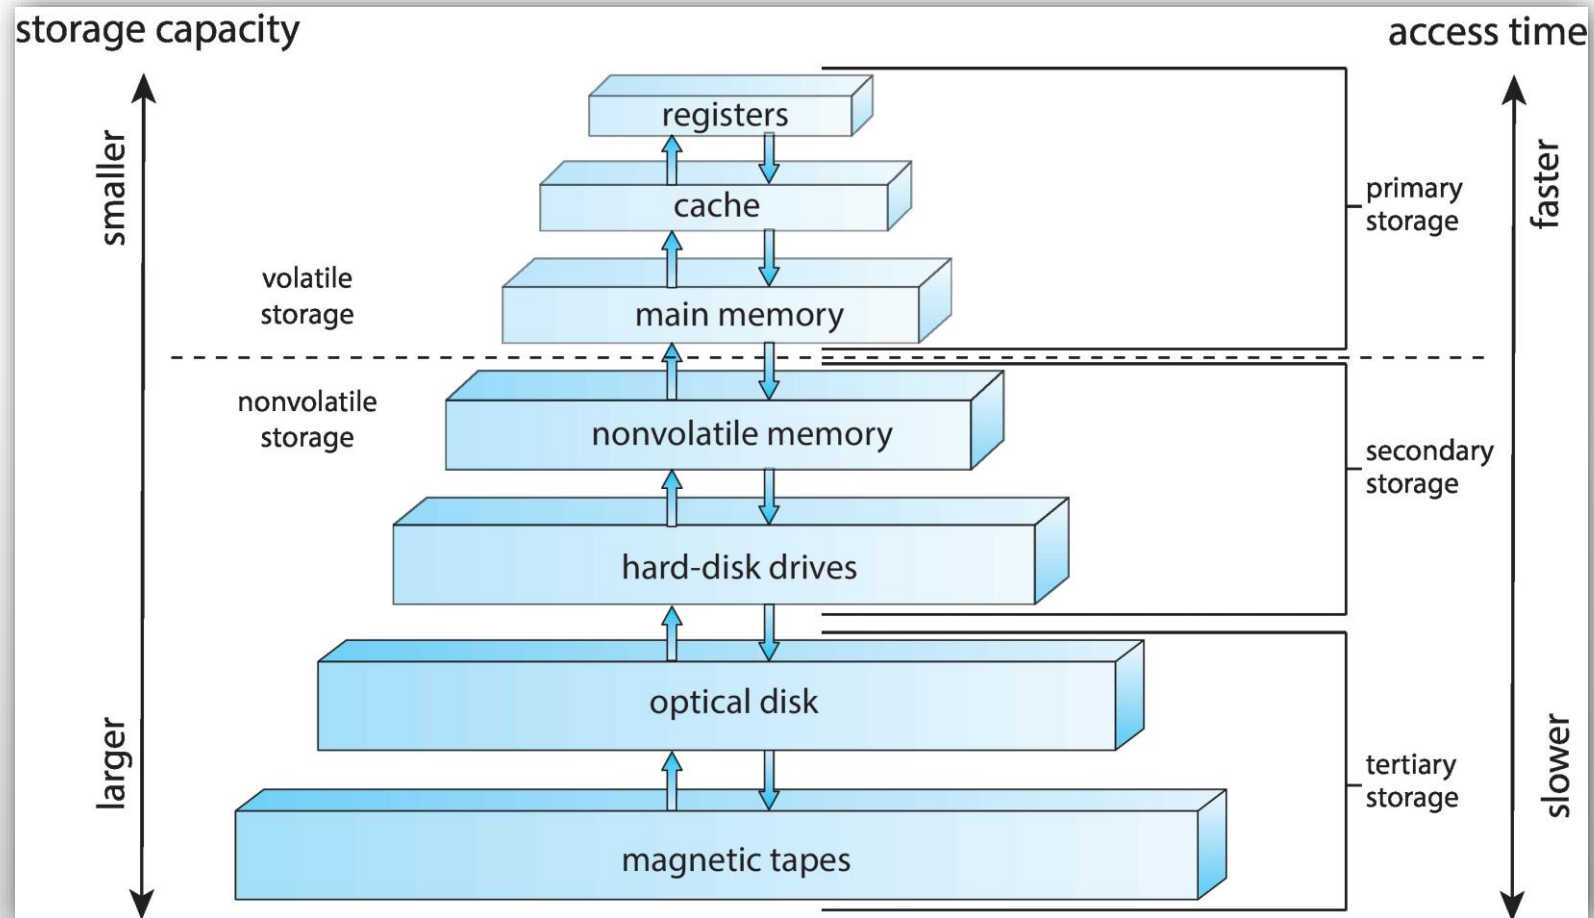 storage capacity
access time
smaller
larger
registers
cache
main memory
volatile
storage
nonvolatile
storage
nonvolatile memory
hard-disk drives
optical disk
magnetic tapes
primary
storage
secondary
storage
tertiary
storage
faster
slower